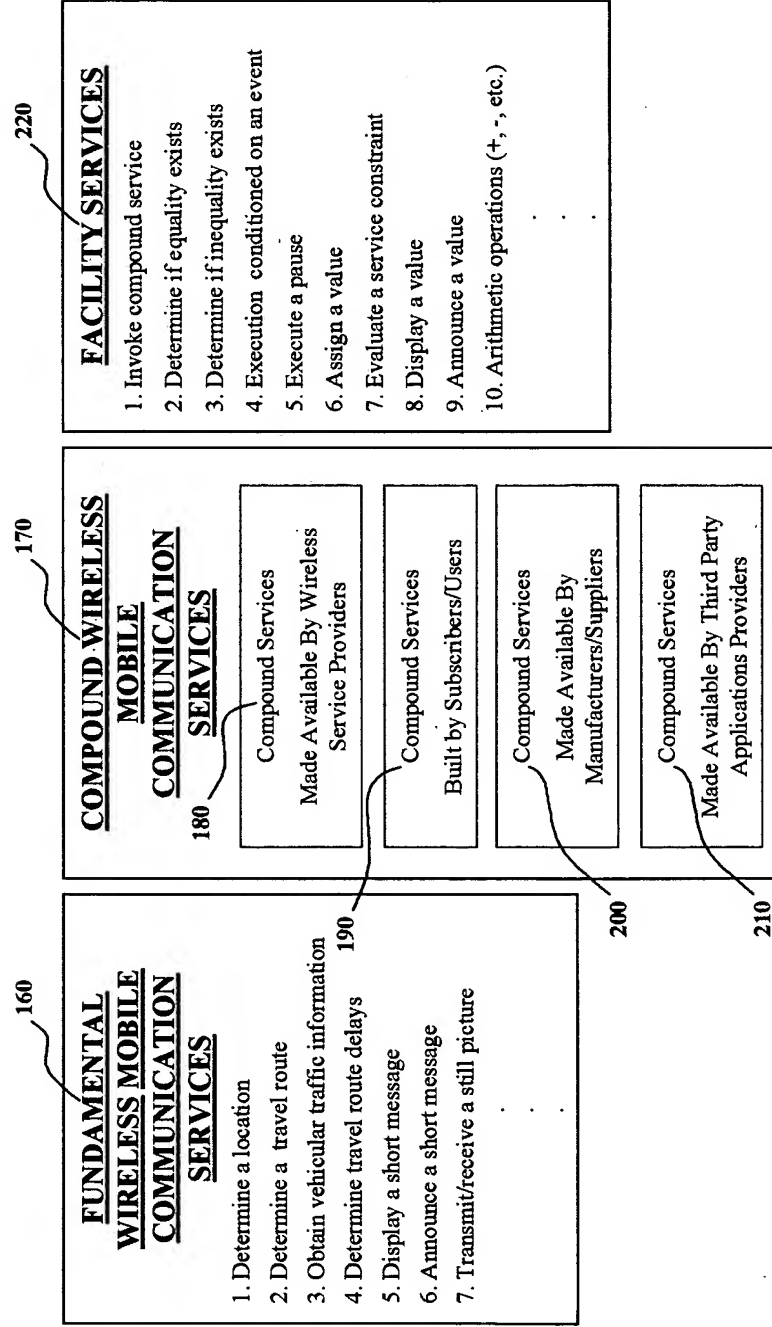 160
FUNDAMENTAL
WIRELESS MOBILE
COMMUNICATION
SERVICES
1. Determine a location
2. Determine a travel route
3. Obtain vehicular traffic information
4. Determine travel route delays
5. Display a short message
6. Announce a short message
7. Transmit/receive a still picture
.
.
.
170
COMPOUND WIRELESS
MOBILE
COMMUNICATION
SERVICES
180
Compound Services
Made Available By Wireless
Service Providers
190
Compound Services
Built by Subscribers/Users
200
Compound Services
Made Available By
Manufacturers/Suppliers
210
Compound Services
Made Available By Third Party
Applications Providers
220
FACILITY SERVICES
1. Invoke compound service
2. Determine if equality exists
3. Determine if inequality exists
4. Execution conditioned on an event
5. Execute a pause
6. Assign a value
7. Evaluate a service constraint
8. Display a value
9. Announce a value
10. Arithmetic operations (+, -, etc.)
.
.
.